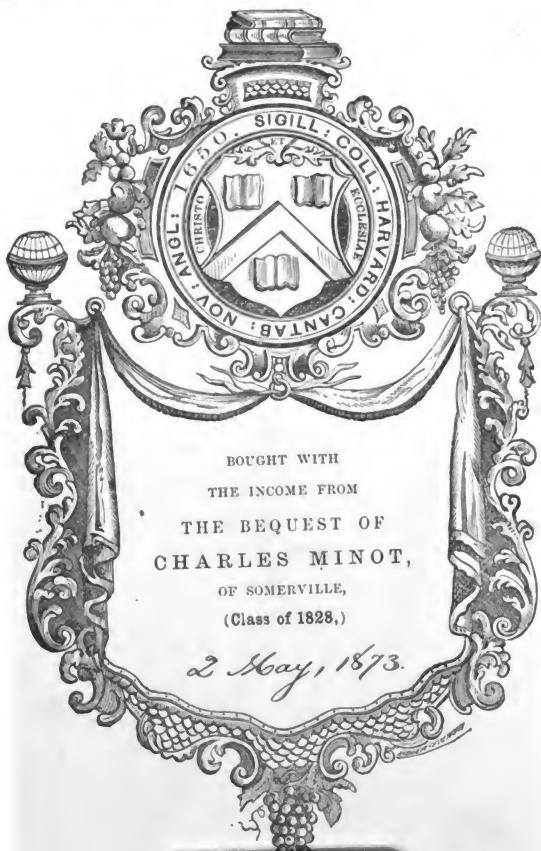 SIGILL: COLL: HARVARD: CANTAB: NOV: ANGL: 1650.
ET
CHRISTO
ECCLESIAE
BOUGHT WITH
THE INCOME FROM
THE BEQUEST OF
CHARLES MINOT,
OF SOMERVILLE,
(Class of 1828,)
2 May, 1873.